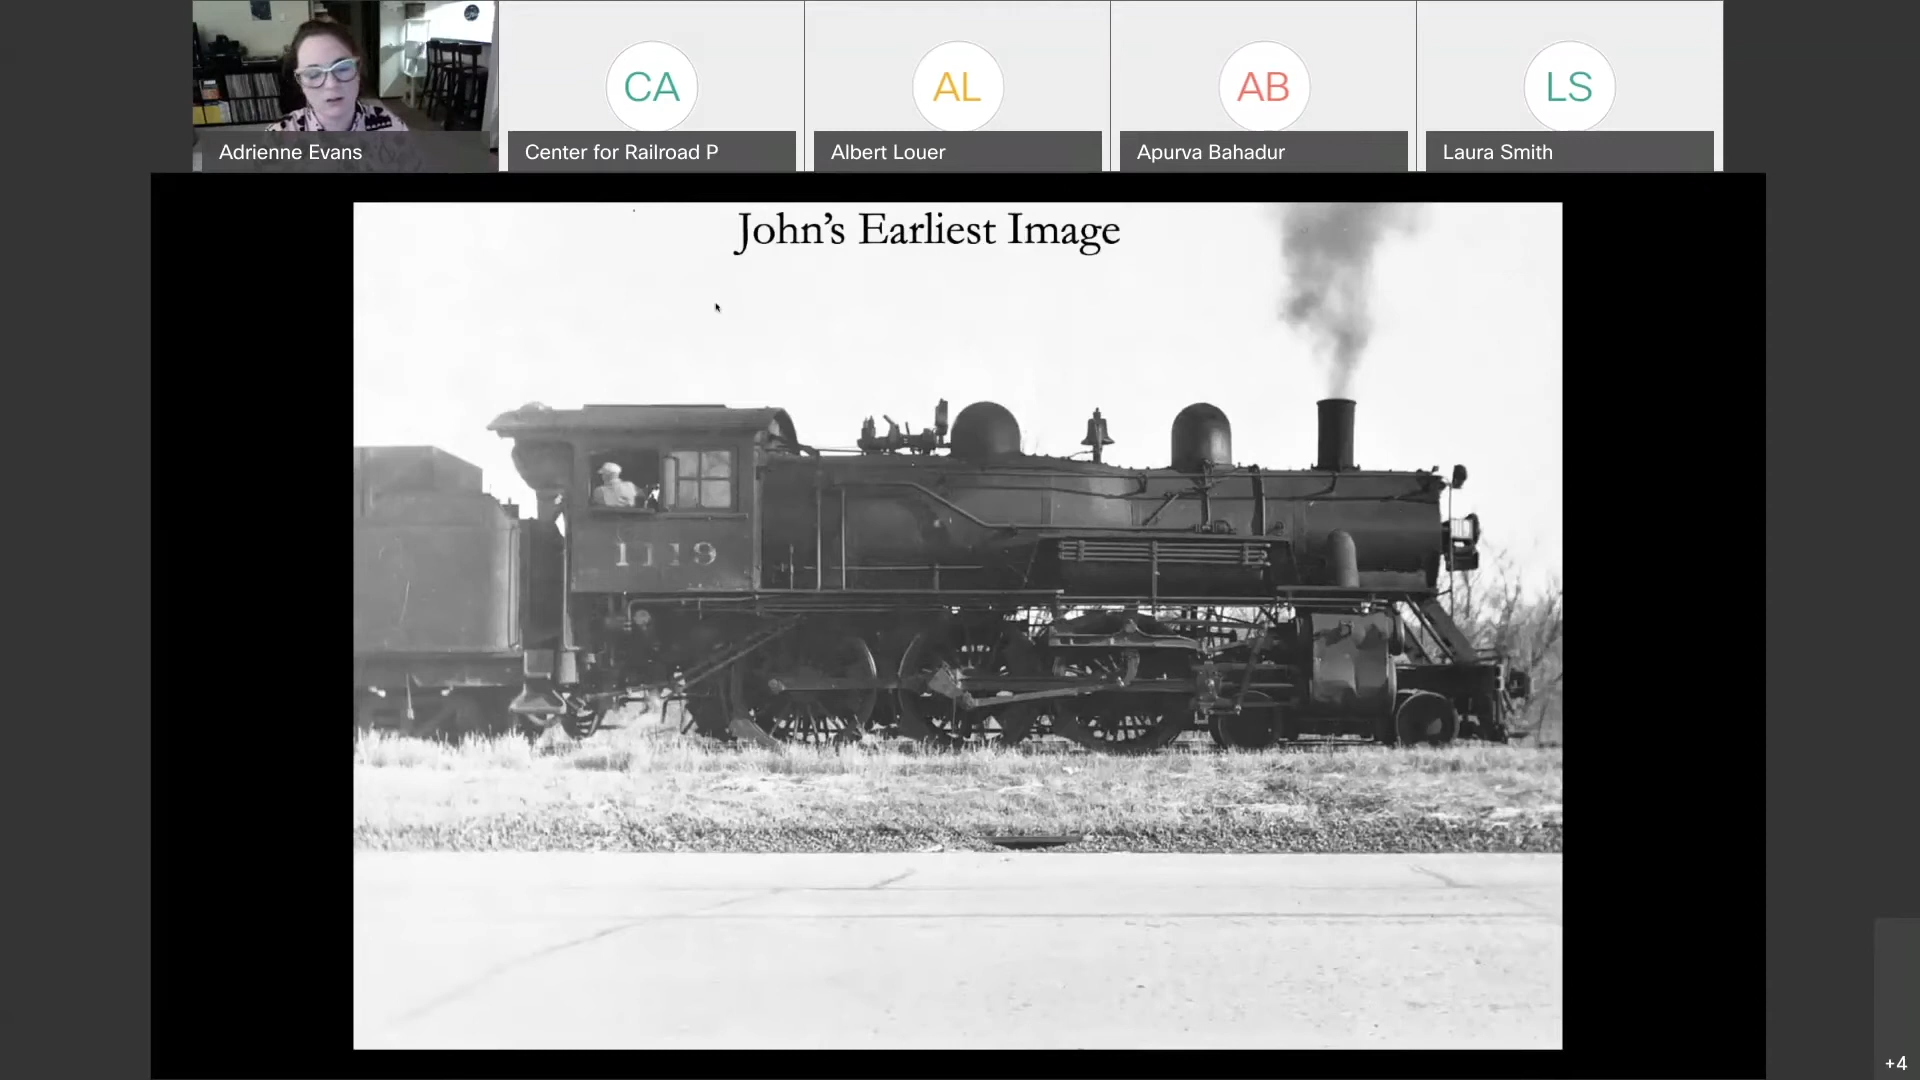 CA
AL
AB
LS
Adrienne Evans
Center for Railroad P
Albert Louer
Apurva Bahadur
Laura Smith
John's Earliest Image
1119
+4